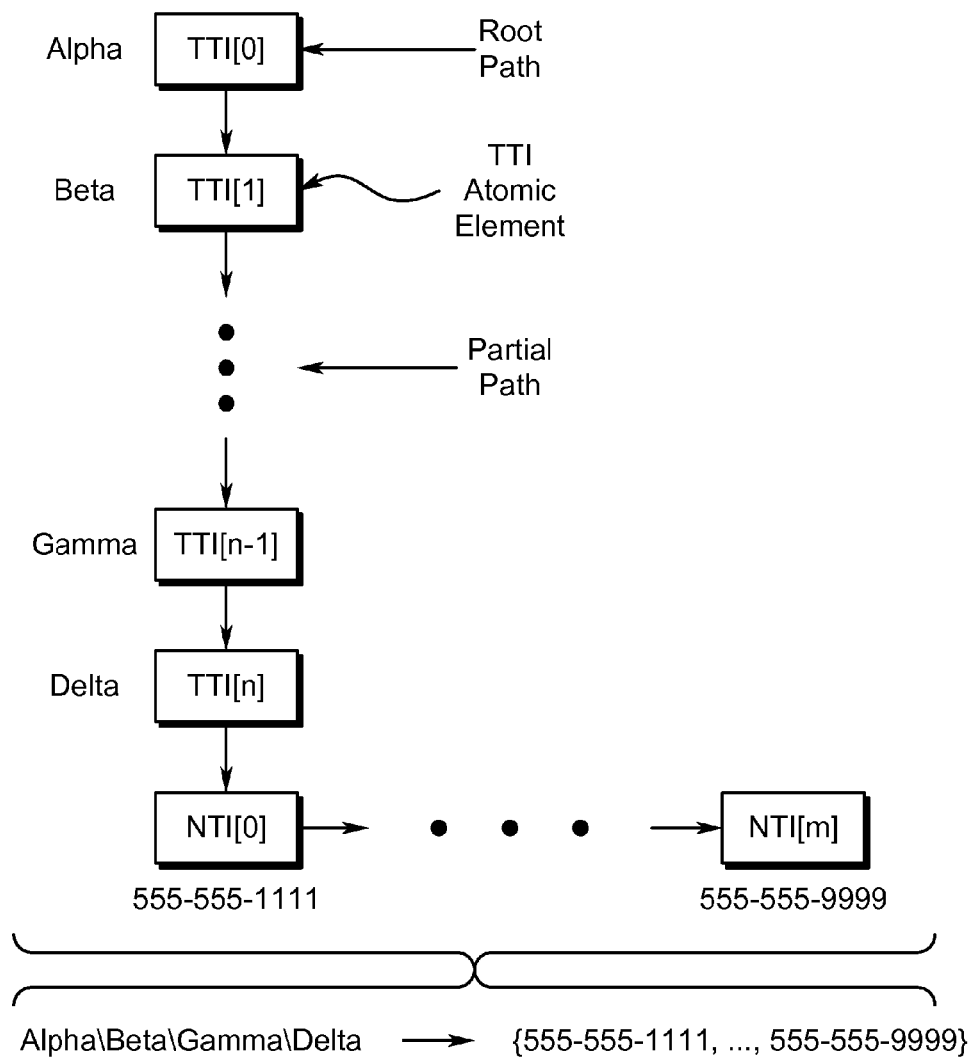 Alpha
TTI[0]
Root
Path
Beta
TTI[1]
TTI
Atomic
Element
Partial
Path
Gamma
TTI[n-1]
Delta
TTI[n]
NTI[0]
NTI[m]
555-555-1111
555-555-9999
Alpha\Beta\Gamma\Delta
{555-555-1111, ..., 555-555-9999}